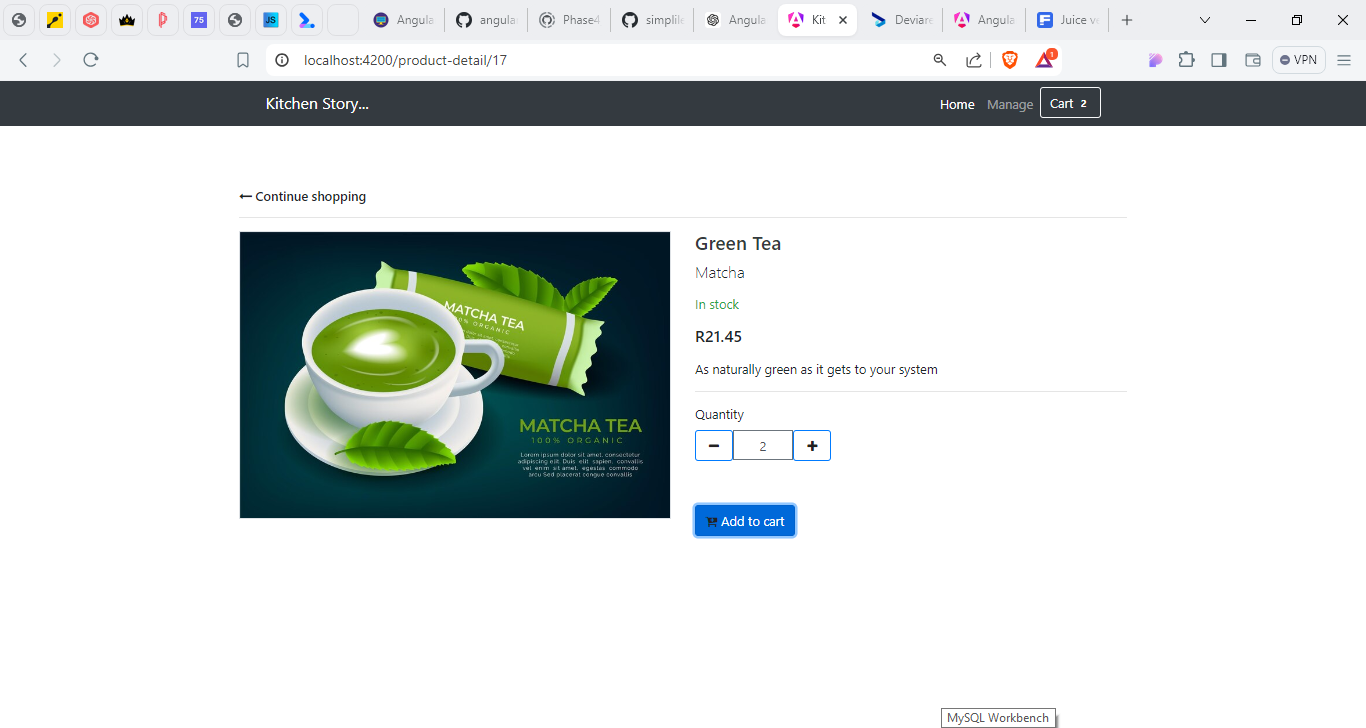 75
JS
Angula
angula
Phase4
simplile
Angula
Kit
Deviare
Angula
Juice ve
localhost:4200/product-detail/17
1
VPN
Kitchen Story...
Home
Manage
Cart 2
Continue shopping
MATCHA TEA
100% ORGANIC
MATCHA TEA
100% ORGANIC
Lorem ipsum dolor sit amet, consectetur
adipiscing elit. Duis elit sapien, convallis
vel enim sit amet, egestas commodo
arcu Sed placerat congue convallis
Green Tea
Matcha
In stock
R21.45
As naturally green as it gets to your system
Quantity
2
Add to cart
MySQL Workbench